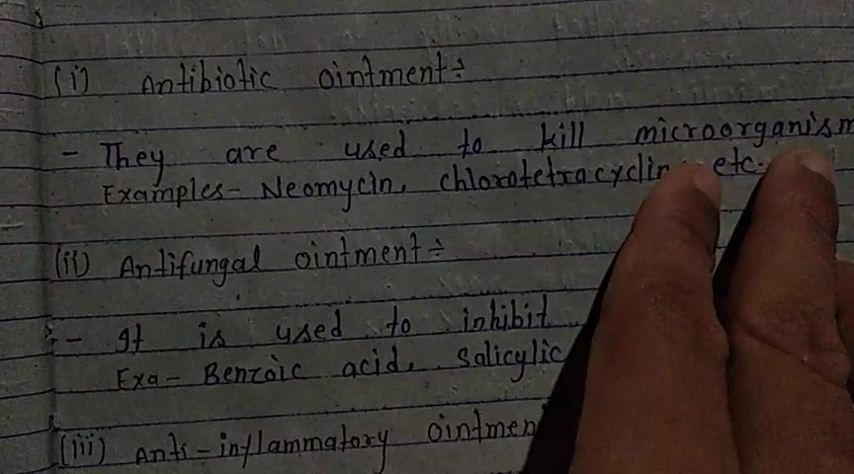 (i) Antibiotic ointment÷
- They are used to kill microorganism
Examples- Neomycin, chlorotetracyclin etc.
(ii) Antifungal ointment÷
- It is used to inhibit
Exa- Benzoic acid, Salicylic
(iii) Anti-inflammatory ointmen